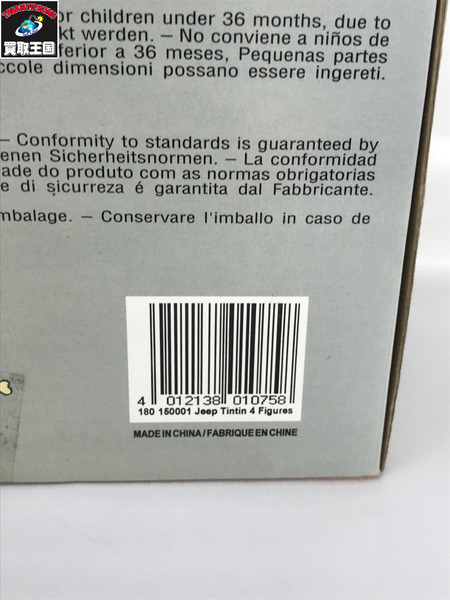 買取王国
or children under 36 months, due to
kt werden. – No conviene a niños de
nferior a 36 meses, Pequenas partes
ccole dimensioni possano essere ingereti.
– Conformity to standards is guaranteed by
enen Sicherheitsnormen. – La conformidad
ade do produto com as normas obrigatorias
e di sicurreza é garantita dal Fabbricante.
mbalage. – Conservare l'imballo in caso de
4 012138 010758
180 150001 Jeep Tintin 4 Figures
MADE IN CHINA/FABRIQUE EN CHINE